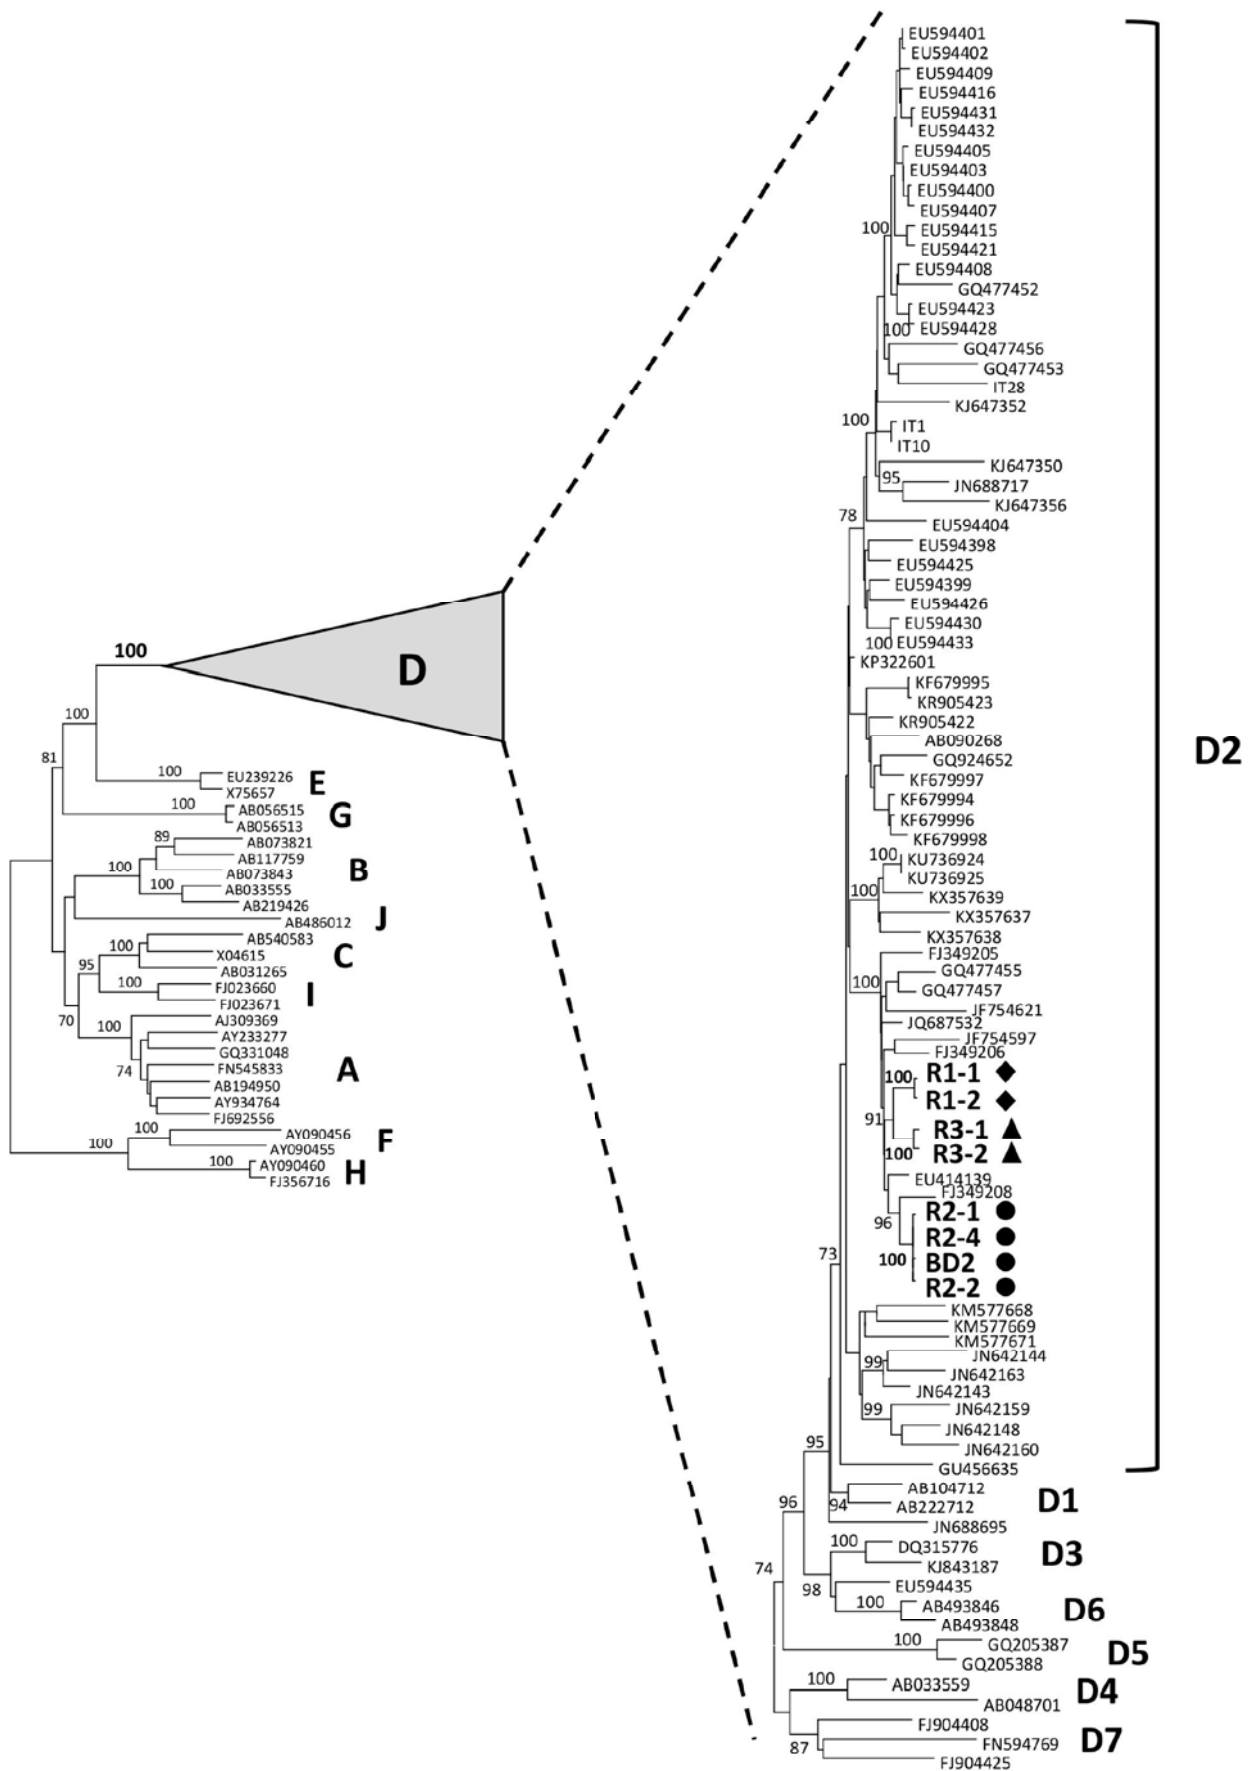 100
D
100
81
100
EU239226
X75657
E
100
AB056515
AB056513
G
89
AB073821
AB117759
100
AB073843
B
100
AB033555
AB219426
AB486012
J
100
AB540583
X04615
C
95
AB031265
100
FJ023660
I
FJ023671
70
100
AJ309369
AY233277
GQ331048
74
FN545833
A
AB194950
AY934764
FJ692556
100
AY090456
F
100
AY090455
100
AY090460
H
FJ356716
EU594401
EU594402
EU594409
EU594416
EU594431
EU594432
EU594405
EU594403
EU594400
EU594407
100
EU594415
EU594421
EU594408
GQ477452
EU594423
100
EU594428
GQ477456
GQ477453
IT28
KJ647352
100
IT1
IT10
KJ647350
95
JN688717
KJ647356
78
EU594404
EU594398
EU594425
EU594399
EU594426
EU594430
100
EU594433
KP322601
KF679995
KR905423
KR905422
AB090268
D2
GQ924652
KF679997
KF679994
KF679996
KF679998
100
KU736924
KU736925
100
KX357639
KX357637
KX357638
FJ349205
GQ477455
100
GQ477457
JF754621
JQ687532
JF754597
FJ349206
100
R1-1
R1-2
91
R3-1
100
R3-2
EU414139
FJ349208
96
R2-1
R2-4
100
BD2
R2-2
73
KM577668
KM577669
KM577671
99
JN642144
JN642163
JN642143
99
JN642159
JN642148
95
JN642160
GU456635
AB104712
D1
96
94
AB222712
JN688695
100
DQ315776
D3
74
KJ843187
98
EU594435
100
AB493846
D6
AB493848
100
GQ205387
D5
GQ205388
100
AB033559
D4
AB048701
FJ904408
87
FN594769
D7
FJ904425